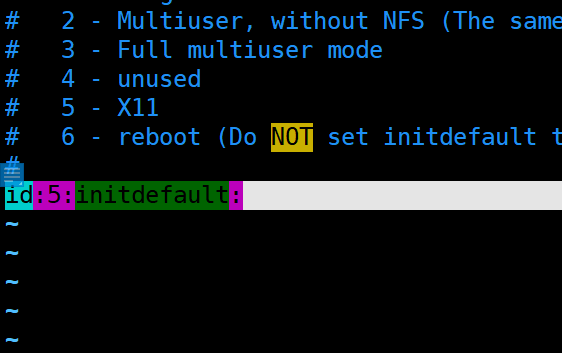 #   2 - Multiuser, without NFS (The same
#   3 - Full multiuser mode
#   4 - unused
#   5 - X11
#   6 - reboot (Do NOT set initdefault t
#
id:5:initdefault:
~
~
~
~
~